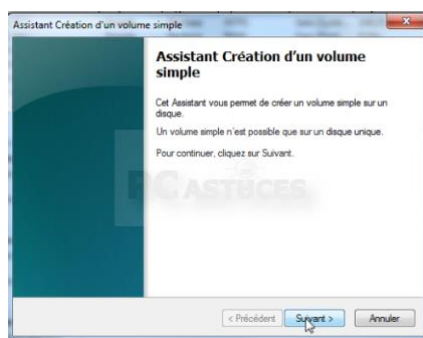 Assistant Création d'un volume simple
Assistant Création d'un volume
simple
Cet Assistant vous permet de créer un volume simple sur un
disque.
Un volume simple n'est possible que sur un disque unique.
Pour continuer, cliquez sur Suivant.
PC ASTUCES
< Précédent
Suivant >
Annuler